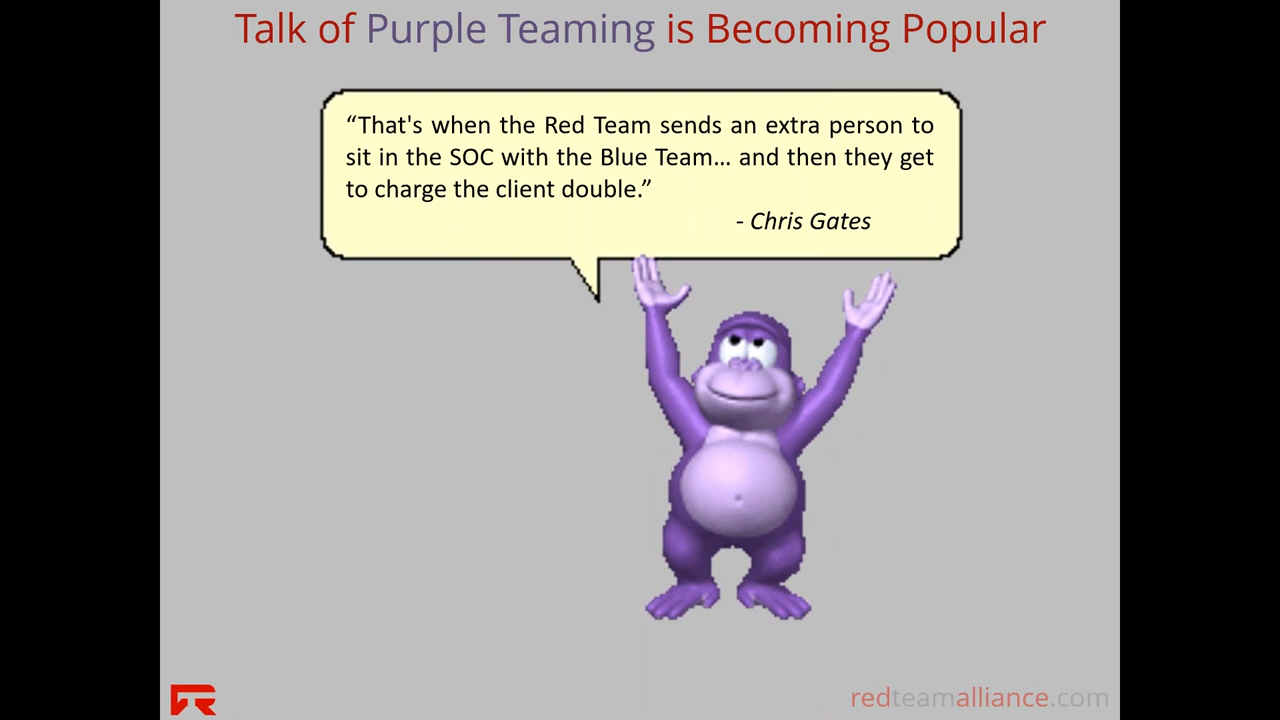 Talk of Purple Teaming is Becoming Popular
“That's when the Red Team sends an extra person to
sit in the SOC with the Blue Team… and then they get
to charge the client double.”
- Chris Gates
redteamalliance.com